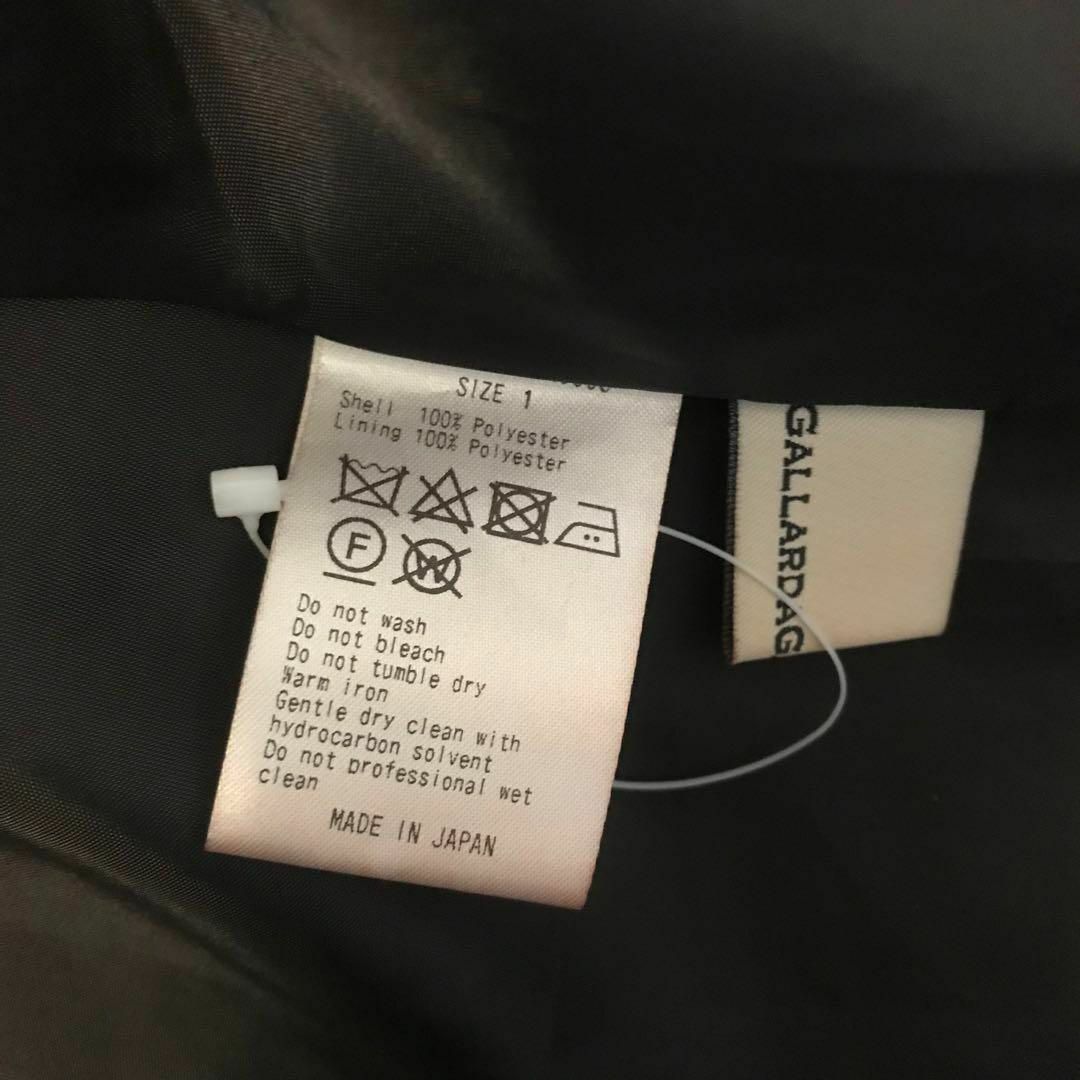 SIZE 1
Shell 100% Polyester
Lining 100% Polyester
F
W
Do not wash
Do not bleach
Do not tumble dry
Warm iron
Gentle dry clean with
hydrocarbon solvent
Do not professional wet
clean
MADE IN JAPAN
GALLARDAG